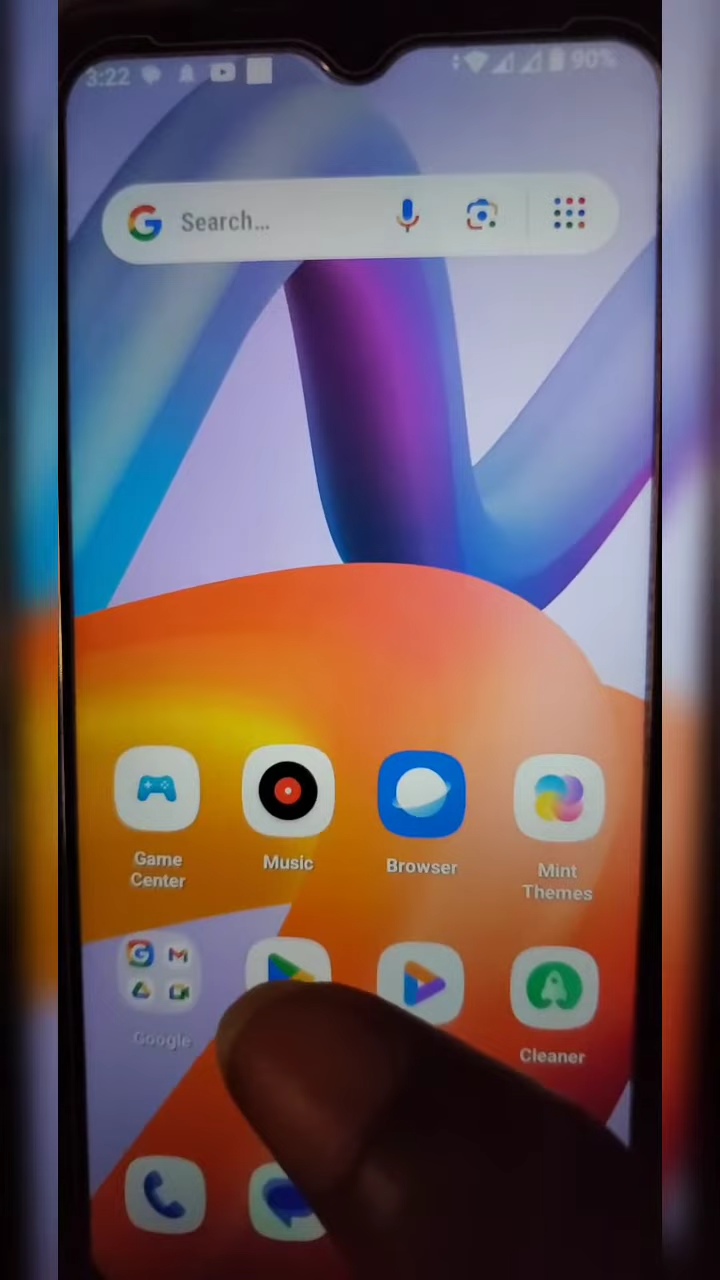 3:22
90%
Search...
Game
Center
Music
Browser
Mint
Themes
Google
Cleaner